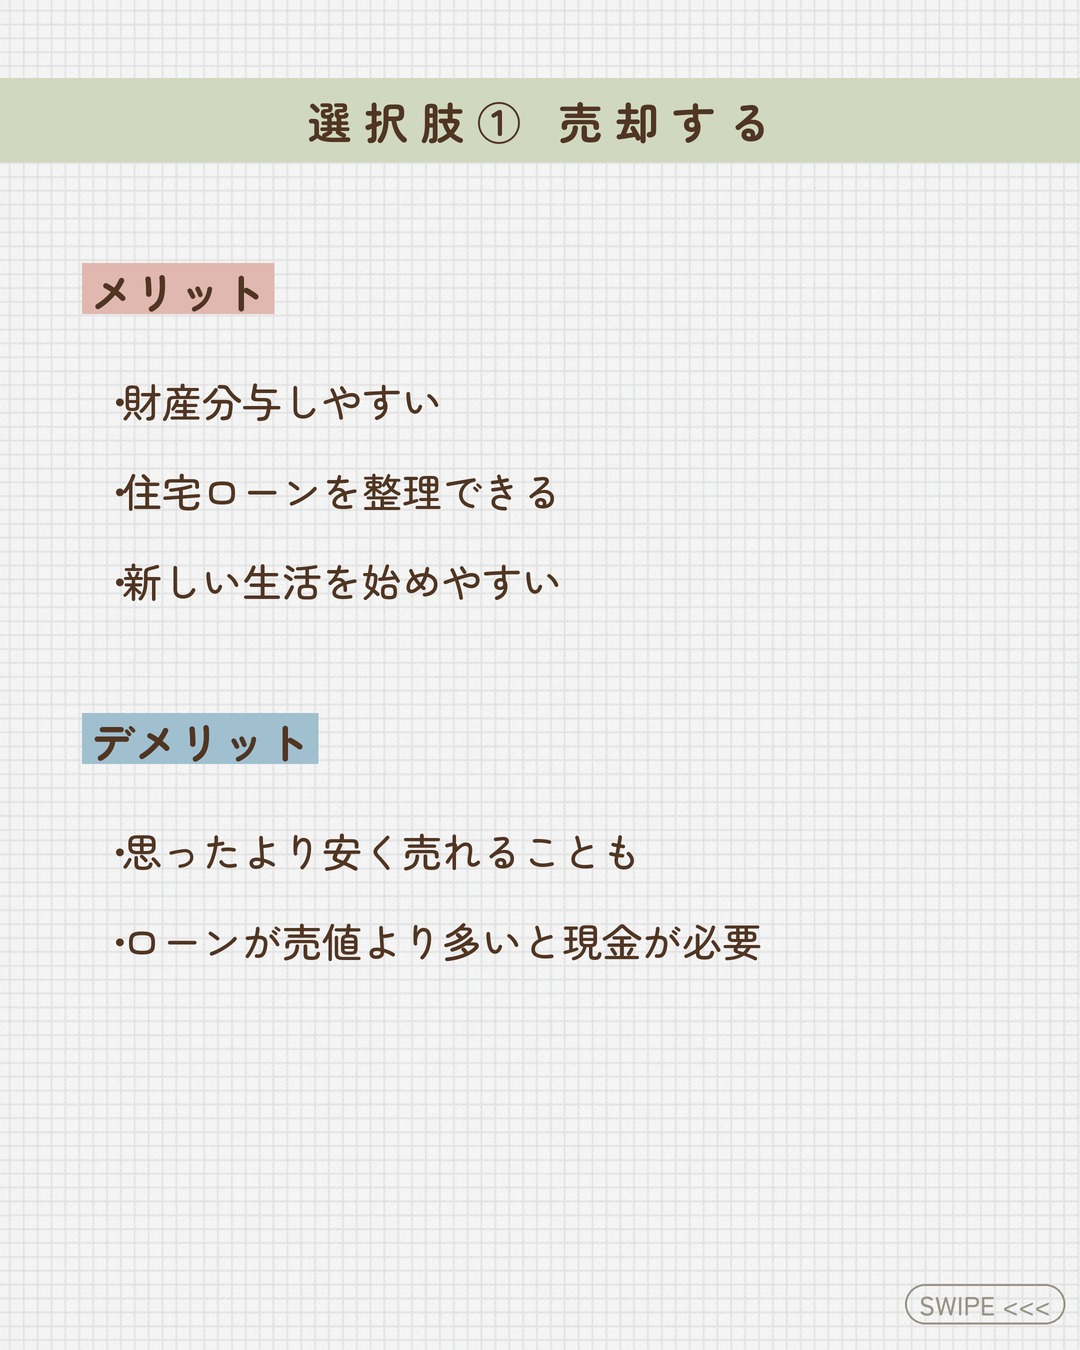 選択肢① 売却する
メリット
・財産分与しやすい
・住宅ローンを整理できる
・新しい生活を始めやすい
デメリット
・思ったより安く売れることも
・ローンが売値より多いと現金が必要
SWIPE <<<